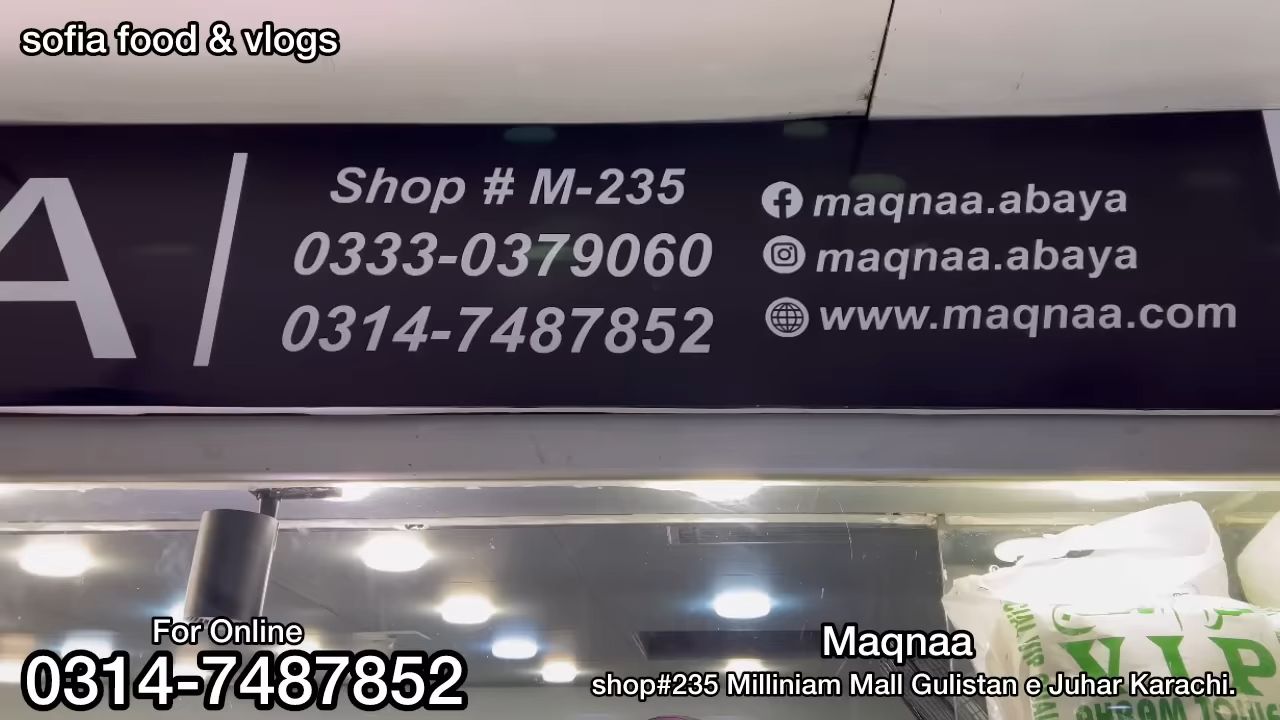 sofia food & vlogs
A
Shop # M-235
0333-0379060
0314-7487852
maqnaa.abaya
maqnaa.abaya
www.maqnaa.com
For Online
0314-7487852
Maqnaa
shop#235 Milliniam Mall Gulistan e Juhar Karachi.
VIP